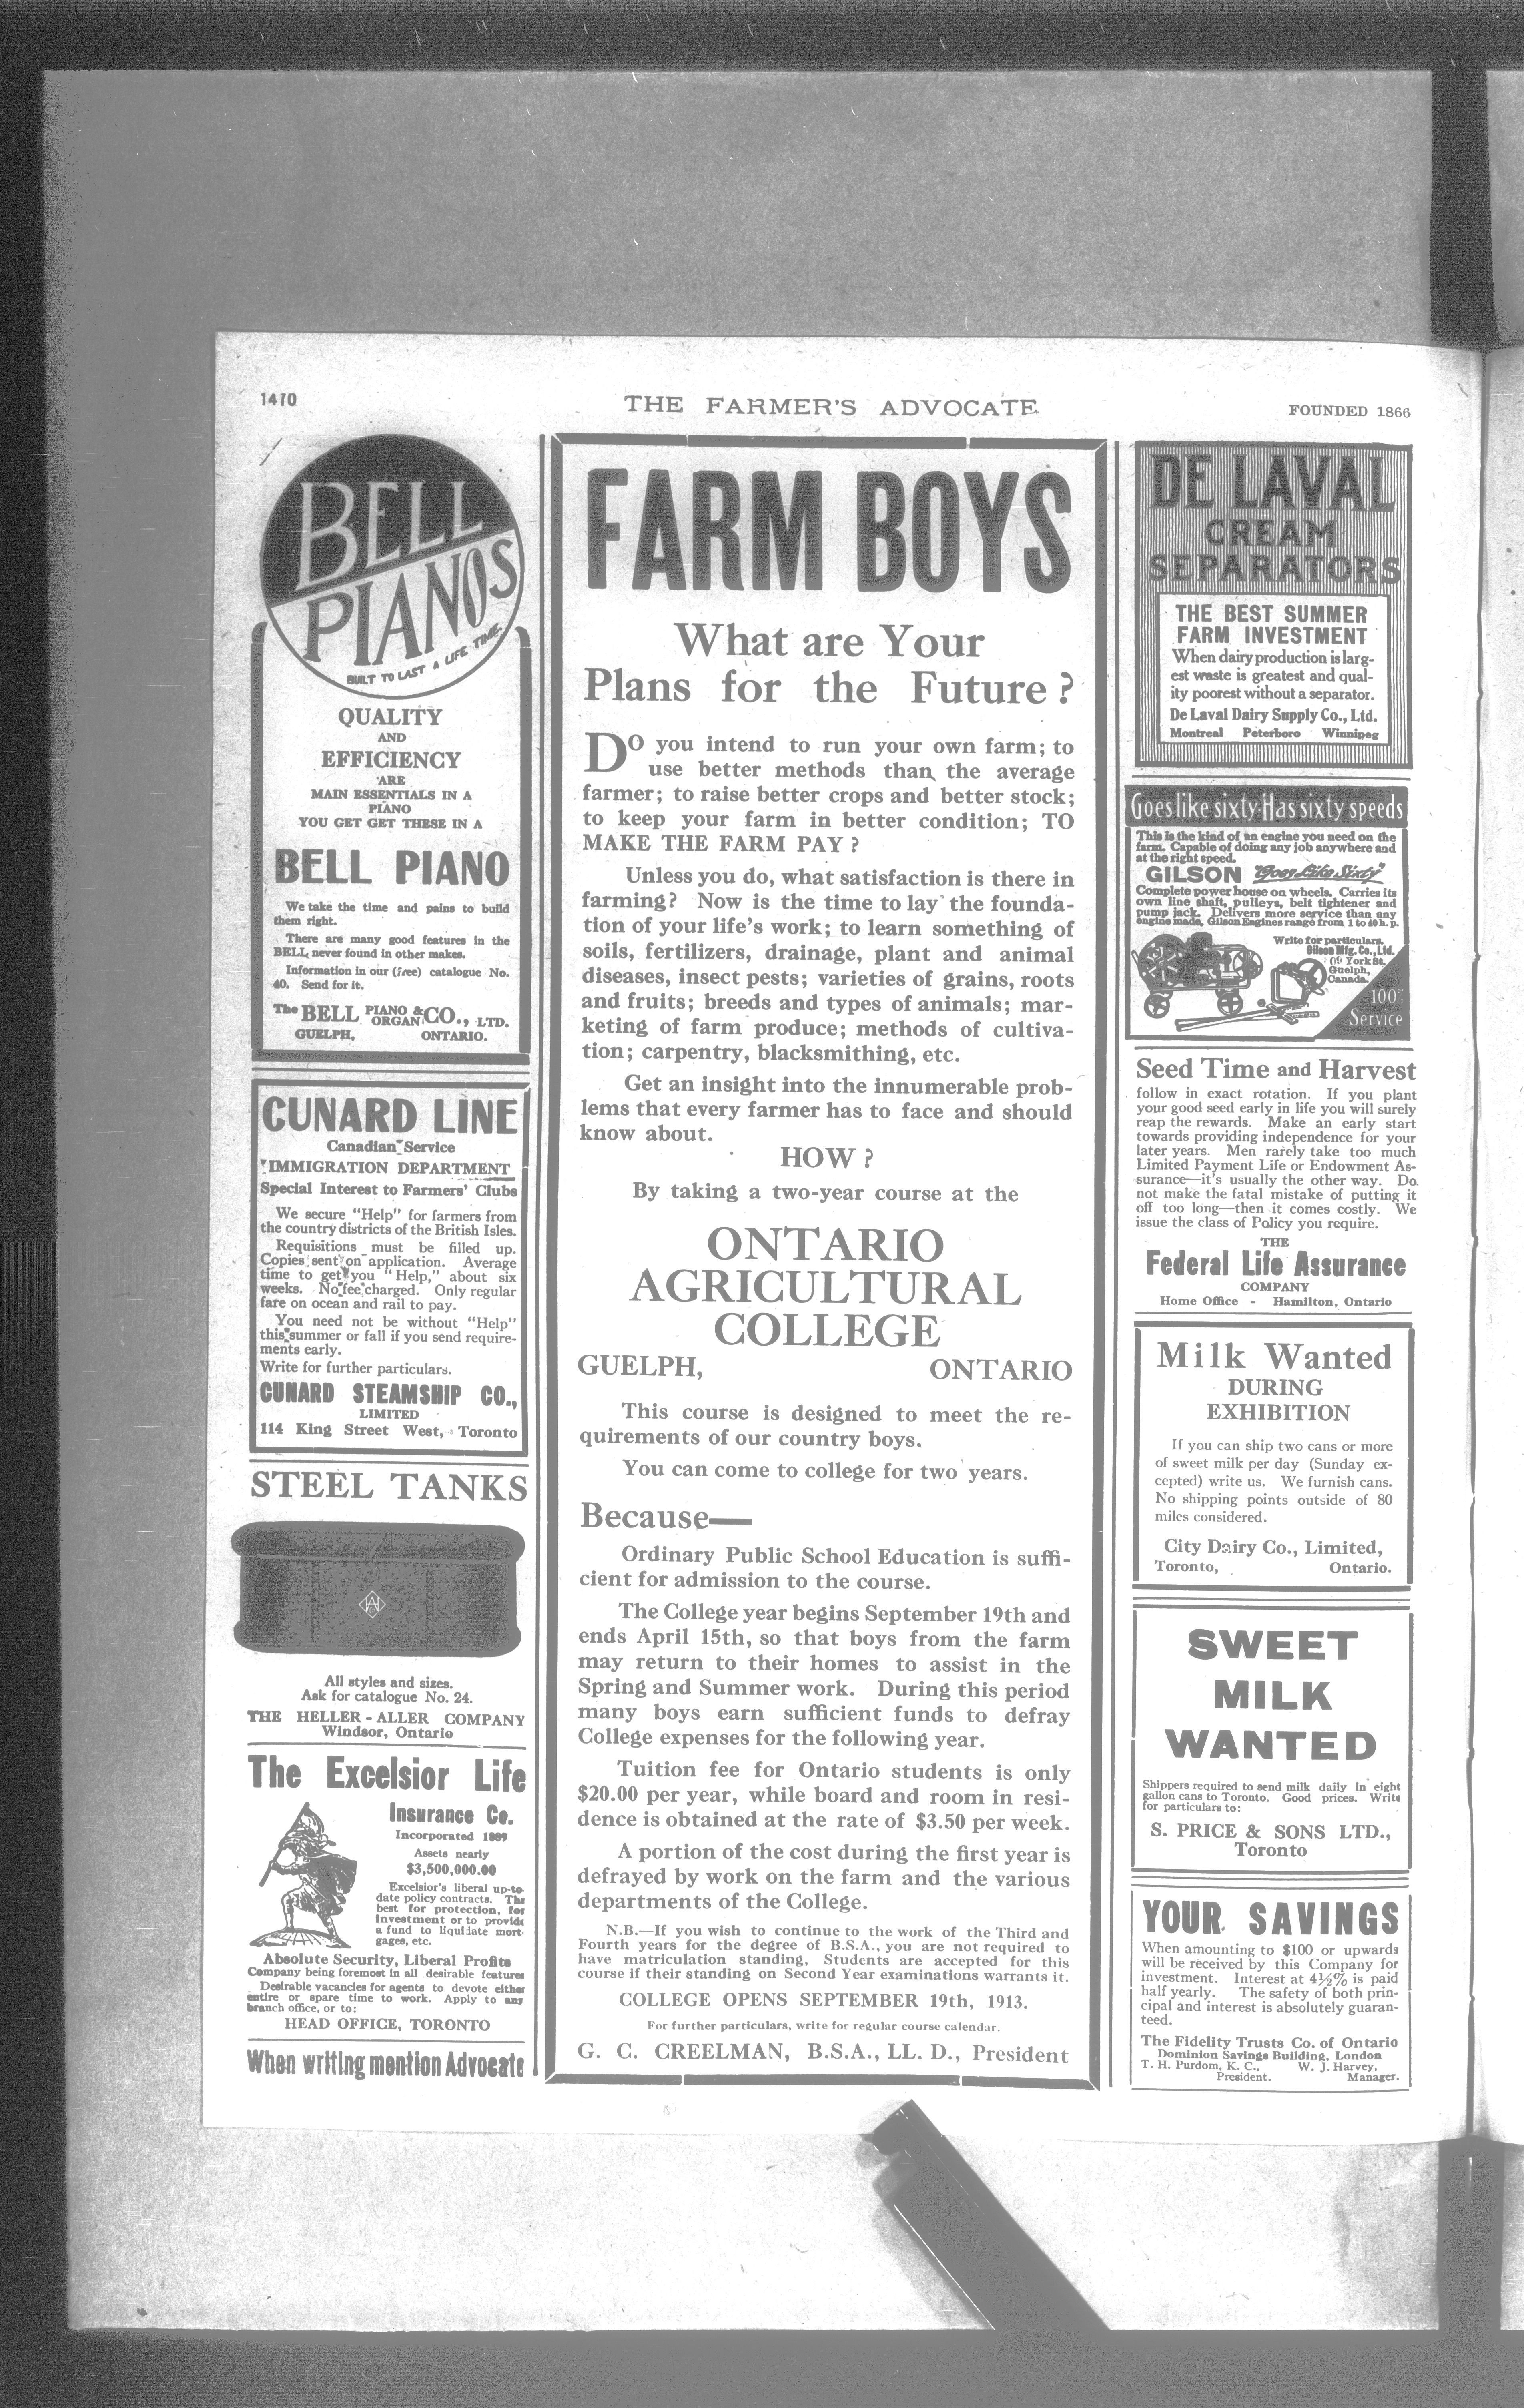 1410
THE FARMER'S ADVOCATE
FOUNDED 1866
BELL
PIANOS
BUILT TO LAST A LIFE TIME.
QUALITY
AND
EFFICIENCY
ARE
MAIN ESSENTIALS IN A
PIANO
YOU GET GET THESE IN A
BELL PIANO
We take the time and pains to build
them right.
There are many good features in the
BELL never found in other makes.
Information in our (free) catalogue No.
40. Send for it.
The BELL PIANO & ORGAN CO., LTD.
GUELPH, ONTARIO.
CUNARD LINE
Canadian Service
IMMIGRATION DEPARTMENT
Special Interest to Farmers' Clubs
We secure "Help" for farmers from
the country districts of the British Isles.
Requisitions must be filled up.
Copies sent on application. Average
time to get you "Help," about six
weeks. No fee charged. Only regular
fare on ocean and rail to pay.
You need not be without "Help"
this summer or fall if you send require-
ments early.
Write for further particulars.
CUNARD STEAMSHIP CO.,
LIMITED
114 King Street West, Toronto
STEEL TANKS
All styles and sizes.
Ask for catalogue No. 24.
THE HELLER-ALLER COMPANY
Windsor, Ontario
The Excelsior Life
Insurance Co.
Incorporated 1889
Assets nearly
$3,500,000.00
Excelsior's liberal up-to-
date policy contracts. The
best for protection, for
investment or to provide
a fund to liquidate mort-
gages, etc.
Absolute Security, Liberal Profits
Company being foremost in all desirable features
Desirable vacancies for agents to devote either
entire or spare time to work. Apply to any
branch office, or to:
HEAD OFFICE, TORONTO
When writing mention Advocate
FARM BOYS
What are Your
Plans for the Future?
DO you intend to run your own farm; to
use better methods than the average
farmer; to raise better crops and better stock;
to keep your farm in better condition; TO
MAKE THE FARM PAY?
Unless you do, what satisfaction is there in
farming? Now is the time to lay the founda-
tion of your life's work; to learn something of
soils, fertilizers, drainage, plant and animal
diseases, insect pests; varieties of grains, roots
and fruits; breeds and types of animals; mar-
keting of farm produce; methods of cultiva-
tion; carpentry, blacksmithing, etc.
Get an insight into the innumerable prob-
lems that every farmer has to face and should
know about.
HOW?
By taking a two-year course at the
ONTARIO
AGRICULTURAL
COLLEGE
GUELPH, ONTARIO
This course is designed to meet the re-
quirements of our country boys.
You can come to college for two years.
Because—
Ordinary Public School Education is suffi-
cient for admission to the course.
The College year begins September 19th and
ends April 15th, so that boys from the farm
may return to their homes to assist in the
Spring and Summer work. During this period
many boys earn sufficient funds to defray
College expenses for the following year.
Tuition fee for Ontario students is only
$20.00 per year, while board and room in resi-
dence is obtained at the rate of $3.50 per week.
A portion of the cost during the first year is
defrayed by work on the farm and the various
departments of the College.
N.B.—If you wish to continue to the work of the Third and
Fourth years for the degree of B.S.A., you are not required to
have matriculation standing, Students are accepted for this
course if their standing on Second Year examinations warrants it.
COLLEGE OPENS SEPTEMBER 19th, 1913.
For further particulars, write for regular course calendar.
G. C. CREELMAN, B.S.A., LL. D., President
DE LAVAL
CREAM
SEPARATORS
THE BEST SUMMER
FARM INVESTMENT
When dairy production is larg-
est waste is greatest and qual-
ity poorest without a separator.
De Laval Dairy Supply Co., Ltd.
Montreal Peterboro Winnipeg
Goes like sixty-Has sixty speeds
This is the kind of an engine you need on the
farm. Capable of doing any job anywhere and
at the right speed.
GILSON "Goes Like Sixty"
Complete power house on wheels. Carries its
own line shaft, pulleys, belt tightener and
pump jack. Delivers more service than any
engine made, Gilson Engines range from 1 to 40 h. p.
Write for particulars.
Gilson Mfg. Co., Ltd.
York St.
Guelph,
Canada.
100%
Service
Seed Time and Harvest
follow in exact rotation. If you plant
your good seed early in life you will surely
reap the rewards. Make an early start
towards providing independence for your
later years. Men rarely take too much
Limited Payment Life or Endowment As-
surance—it's usually the other way. Do
not make the fatal mistake of putting it
off too long—then it comes costly. We
issue the class of Policy you require.
THE
Federal Life Assurance
COMPANY
Home Office - Hamilton, Ontario
Milk Wanted
DURING
EXHIBITION
If you can ship two cans or more
of sweet milk per day (Sunday ex-
cepted) write us. We furnish cans.
No shipping points outside of 80
miles considered.
City Dairy Co., Limited,
Toronto, Ontario.
SWEET
MILK
WANTED
Shippers required to send milk daily in eight
gallon cans to Toronto. Good prices. Write
for particulars to:
S. PRICE & SONS LTD.,
Toronto
YOUR SAVINGS
When amounting to $100 or upwards
will be received by this Company for
investment. Interest at 4½% is paid
half yearly. The safety of both prin-
cipal and interest is absolutely guaran-
teed.
The Fidelity Trusts Co. of Ontario
Dominion Savings Building, London
T. H. Purdom, K. C., W. J. Harvey,
President. Manager.